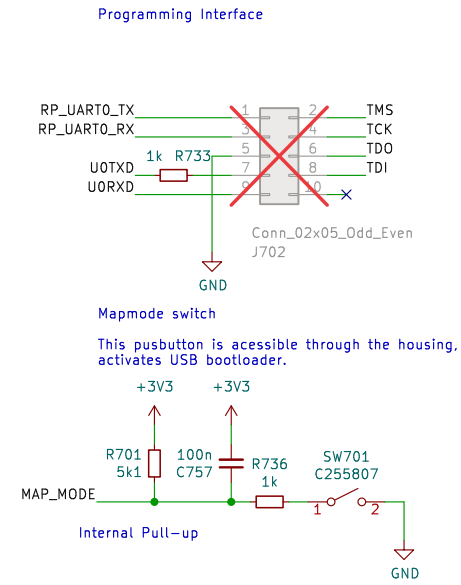 Programming Interface
RP_UART0_TX 1 2 TMS
RP_UART0_RX 3 4 TCK
5 6 TDO
1k R733
U0TXD 7 8 TDI
U0RXD 9 10
Conn_02x05_Odd_Even
J702
GND
Mapmode switch
This pusbutton is acessible through the housing,
activates USB bootloader.
+3V3 +3V3
R701 100n R736 SW701
5k1 C757 1k C255807
MAP_MODE
1 2
Internal Pull-up
GND